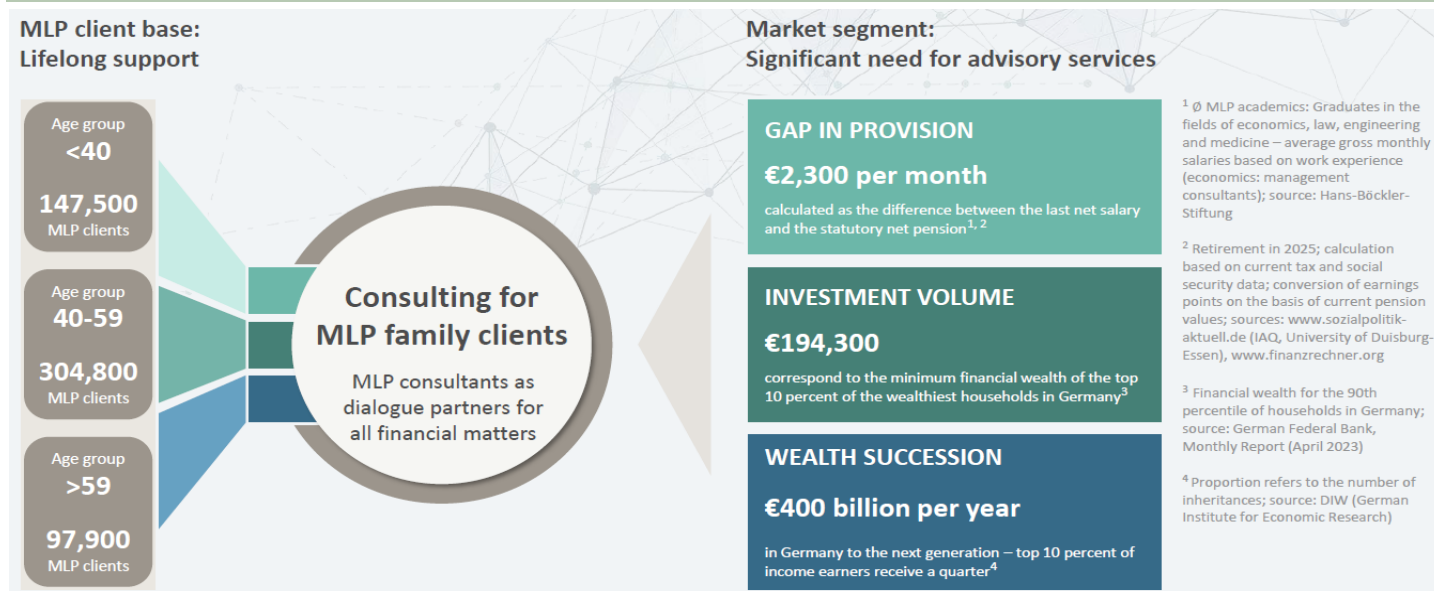 MLP client base:
Lifelong support
Age group
<40
147,500
MLP clients
Age group
40-59
304,800
MLP clients
Age group
>59
97,900
MLP clients
Consulting for
MLP family clients
MLP consultants as
dialogue partners for
all financial matters
Market segment:
Significant need for advisory services
GAP IN PROVISION
€2,300 per month
calculated as the difference between the last net salary
and the statutory net pension1, 2
INVESTMENT VOLUME
€194,300
correspond to the minimum financial wealth of the top
10 percent of the wealthiest households in Germany3
WEALTH SUCCESSION
€400 billion per year
in Germany to the next generation – top 10 percent of
income earners receive a quarter4
1 Ø MLP academics: Graduates in the
fields of economics, law, engineering
and medicine – average gross monthly
salaries based on work experience
(economics: management
consultants); source: Hans-Böckler-
Stiftung
2 Retirement in 2025; calculation
based on current tax and social
security data; conversion of earnings
points on the basis of current pension
values; sources: www.sozialpolitik-
aktuell.de (IAQ, University of Duisburg-
Essen), www.finanzrechner.org
3 Financial wealth for the 90th
percentile of households in Germany;
source: German Federal Bank,
Monthly Report (April 2023)
4 Proportion refers to the number of
inheritances; source: DIW (German
Institute for Economic Research)